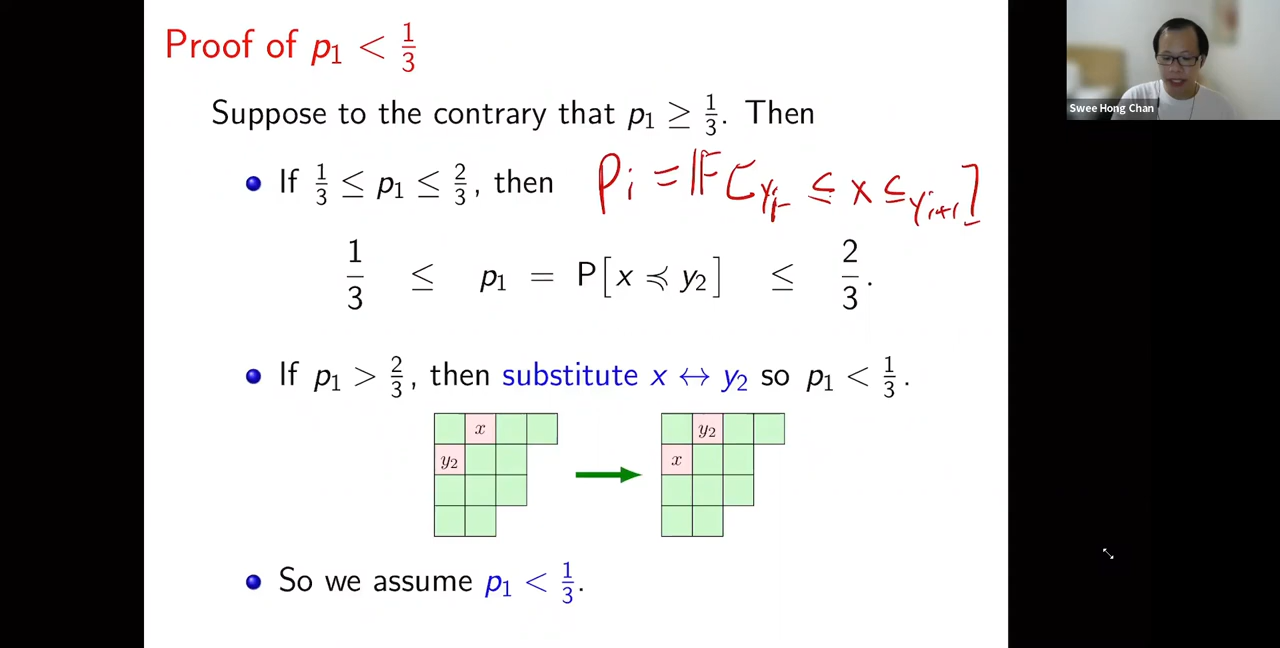 Proof of p₁ < 1/3
Swee Hong Chan
Suppose to the contrary that p₁ ≥ 1/3. Then
If 1/3 ≤ p₁ ≤ 2/3, then
pᵢ = P[yᵢ ≤ x ≤ yᵢ₊₁]
1/3 ≤ p₁ = P[x ≼ y₂] ≤ 2/3.
If p₁ > 2/3, then substitute x ↔ y₂ so p₁ < 1/3.
x
y₂
y₂
x
So we assume p₁ < 1/3.